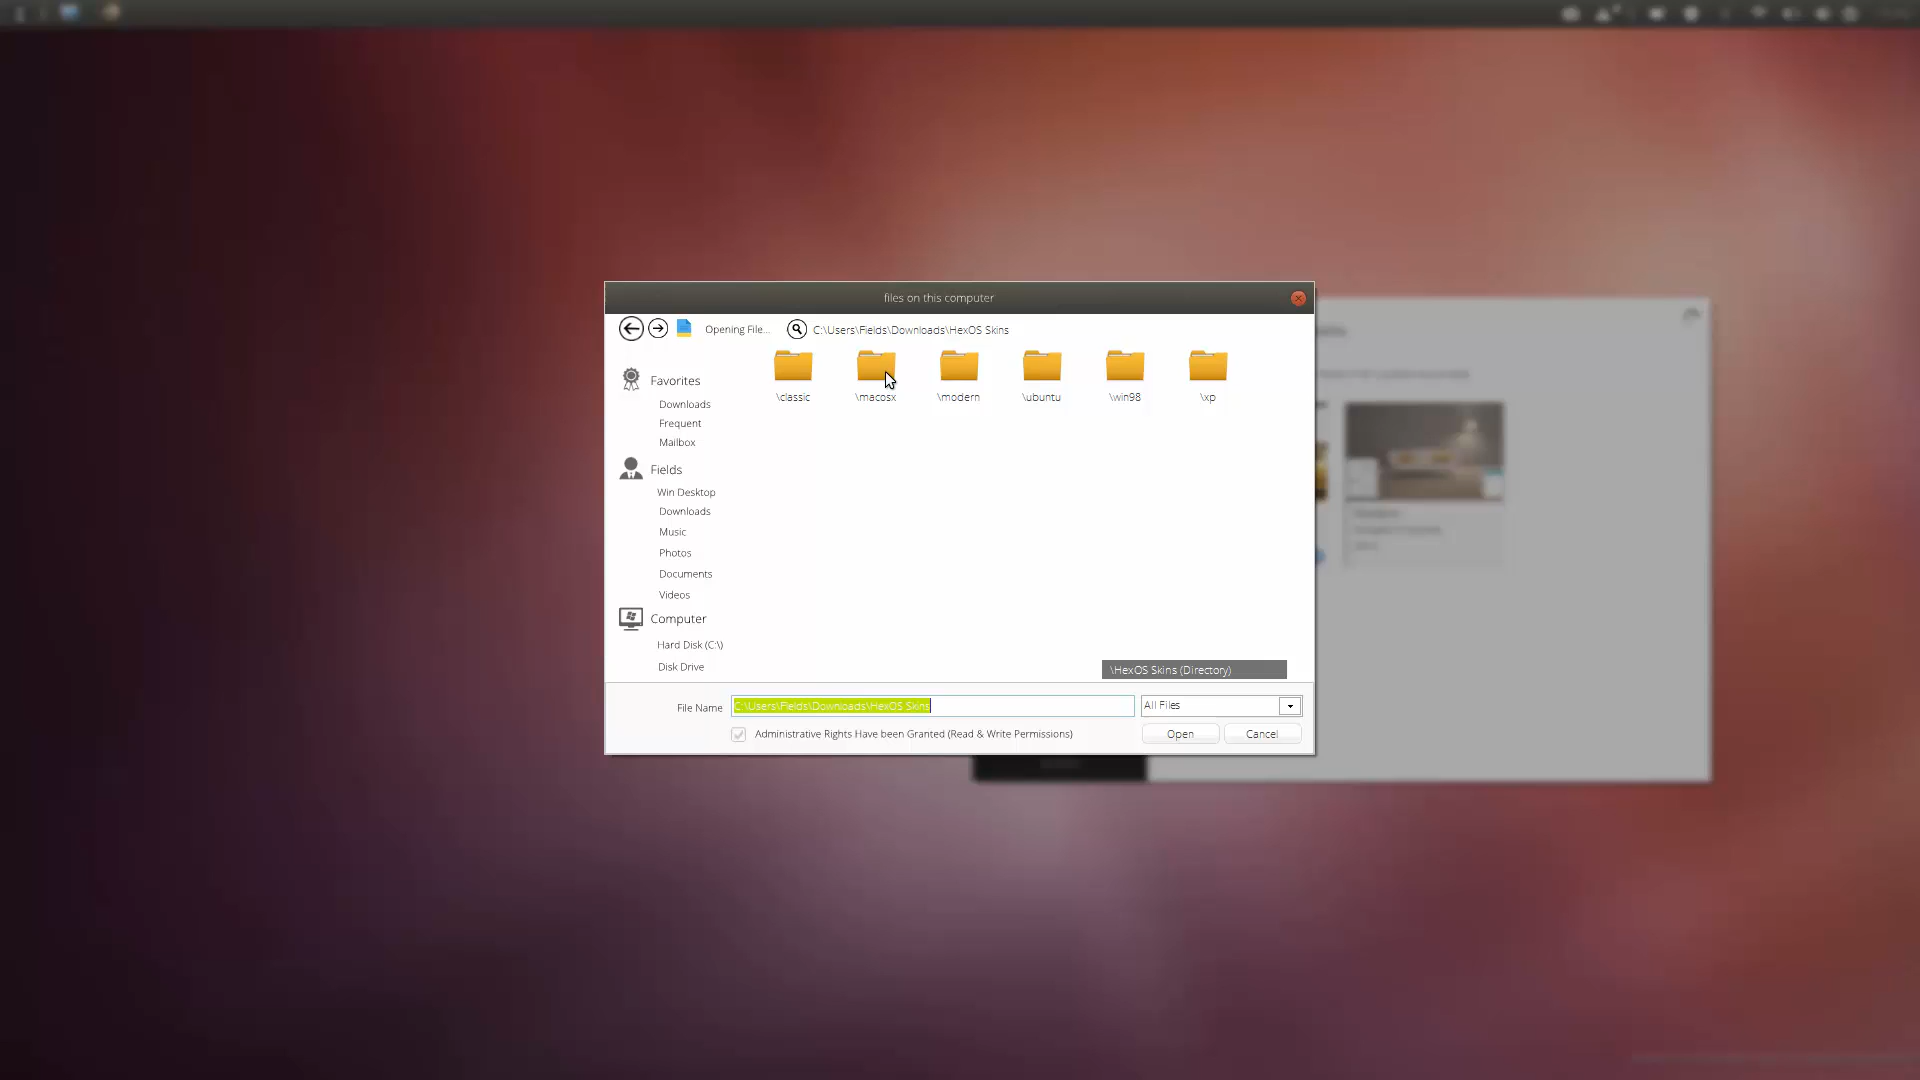 files on this computer
Opening File...
C:\Users\Fields\Downloads\HexOS Skins
\classic
\macosx
\modern
\ubuntu
\win98
\xp
Favorites
Downloads
Frequent
Mailbox
Fields
Win Desktop
Downloads
Music
Photos
Documents
Videos
Computer
Hard Disk (C:\)
Disk Drive
\HexOS Skins (Directory)
File Name
C:\Users\Fields\Downloads\HexOS Skins
All Files
Administrative Rights Have been Granted (Read & Write Permissions)
Open
Cancel